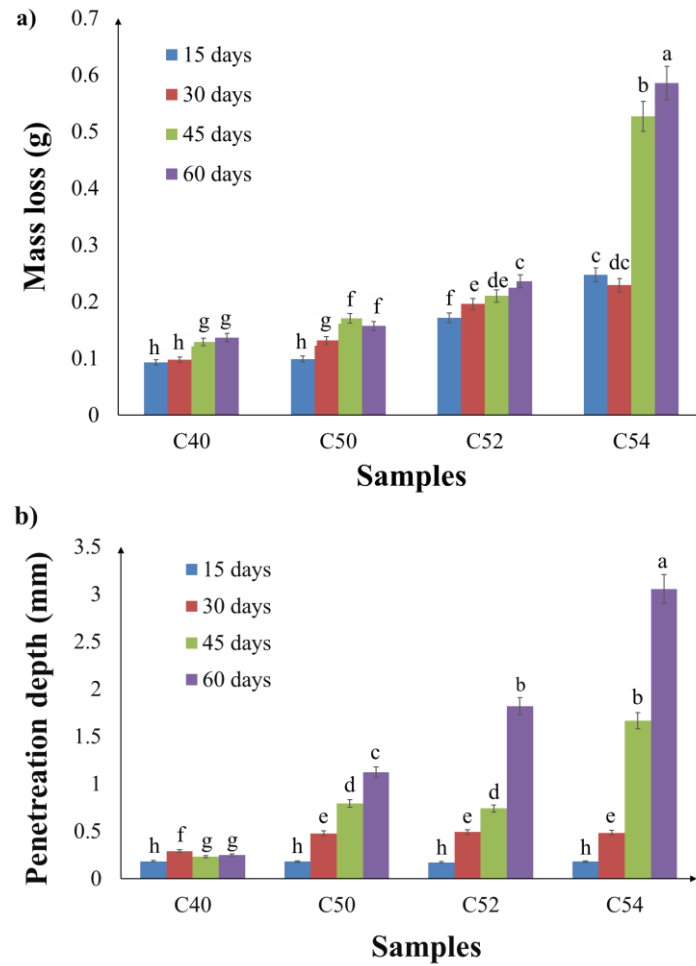 a)
Mass loss (g)
0.7
0.6
0.5
0.4
0.3
0.2
0.1
0
15 days
30 days
45 days
60 days
h h g g
h g f f
f e de c
c dc b a
C40 C50 C52 C54
Samples
b)
Penetreation depth (mm)
3.5
3
2.5
2
1.5
1
0.5
0
15 days
30 days
45 days
60 days
h f g g
h e d c
h e d b
h e b a
C40 C50 C52 C54
Samples